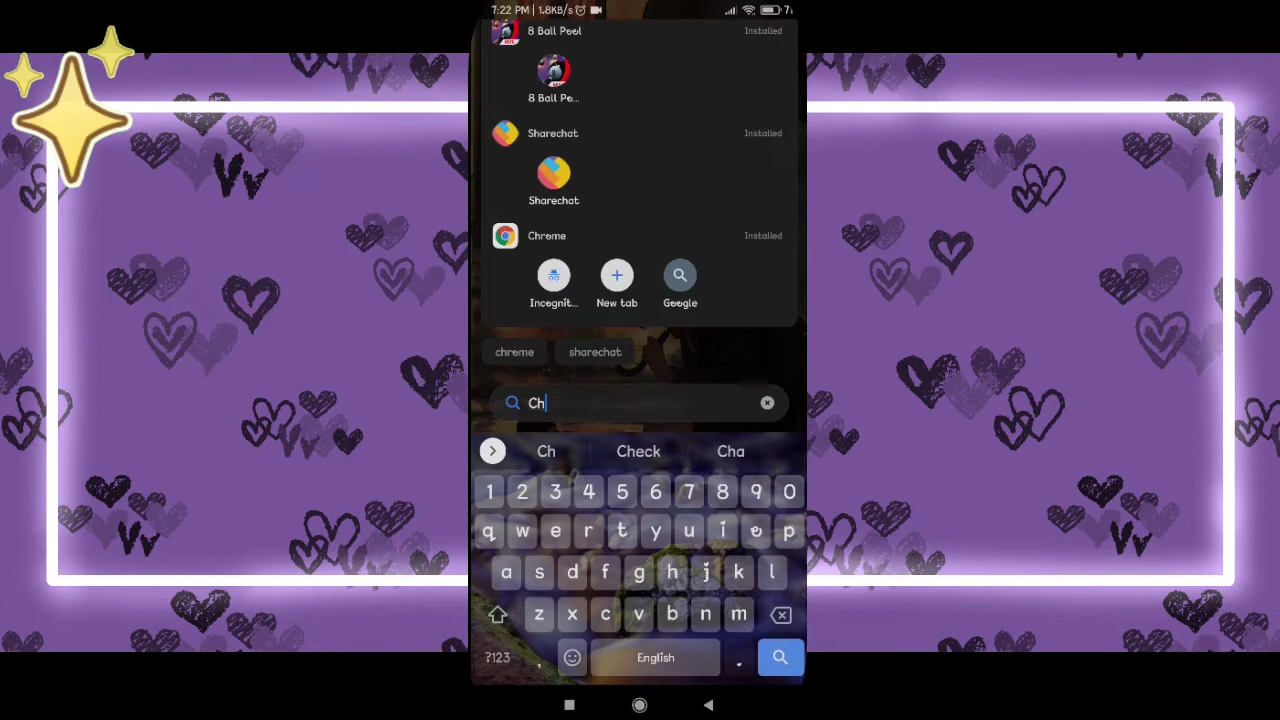 7:22 PM | 1.8KB/s
8 Ball Pool Installed
8 Ball Po...
Sharechat Installed
Sharechat
Chrome Installed
Incognit... New tab Google
chrome sharechat
Ch
Ch Check Cha
1 2 3 4 5 6 7 8 9 0
q w e r t y u i o p
a s d f g h j k l
z x c v b n m
?123 , English .